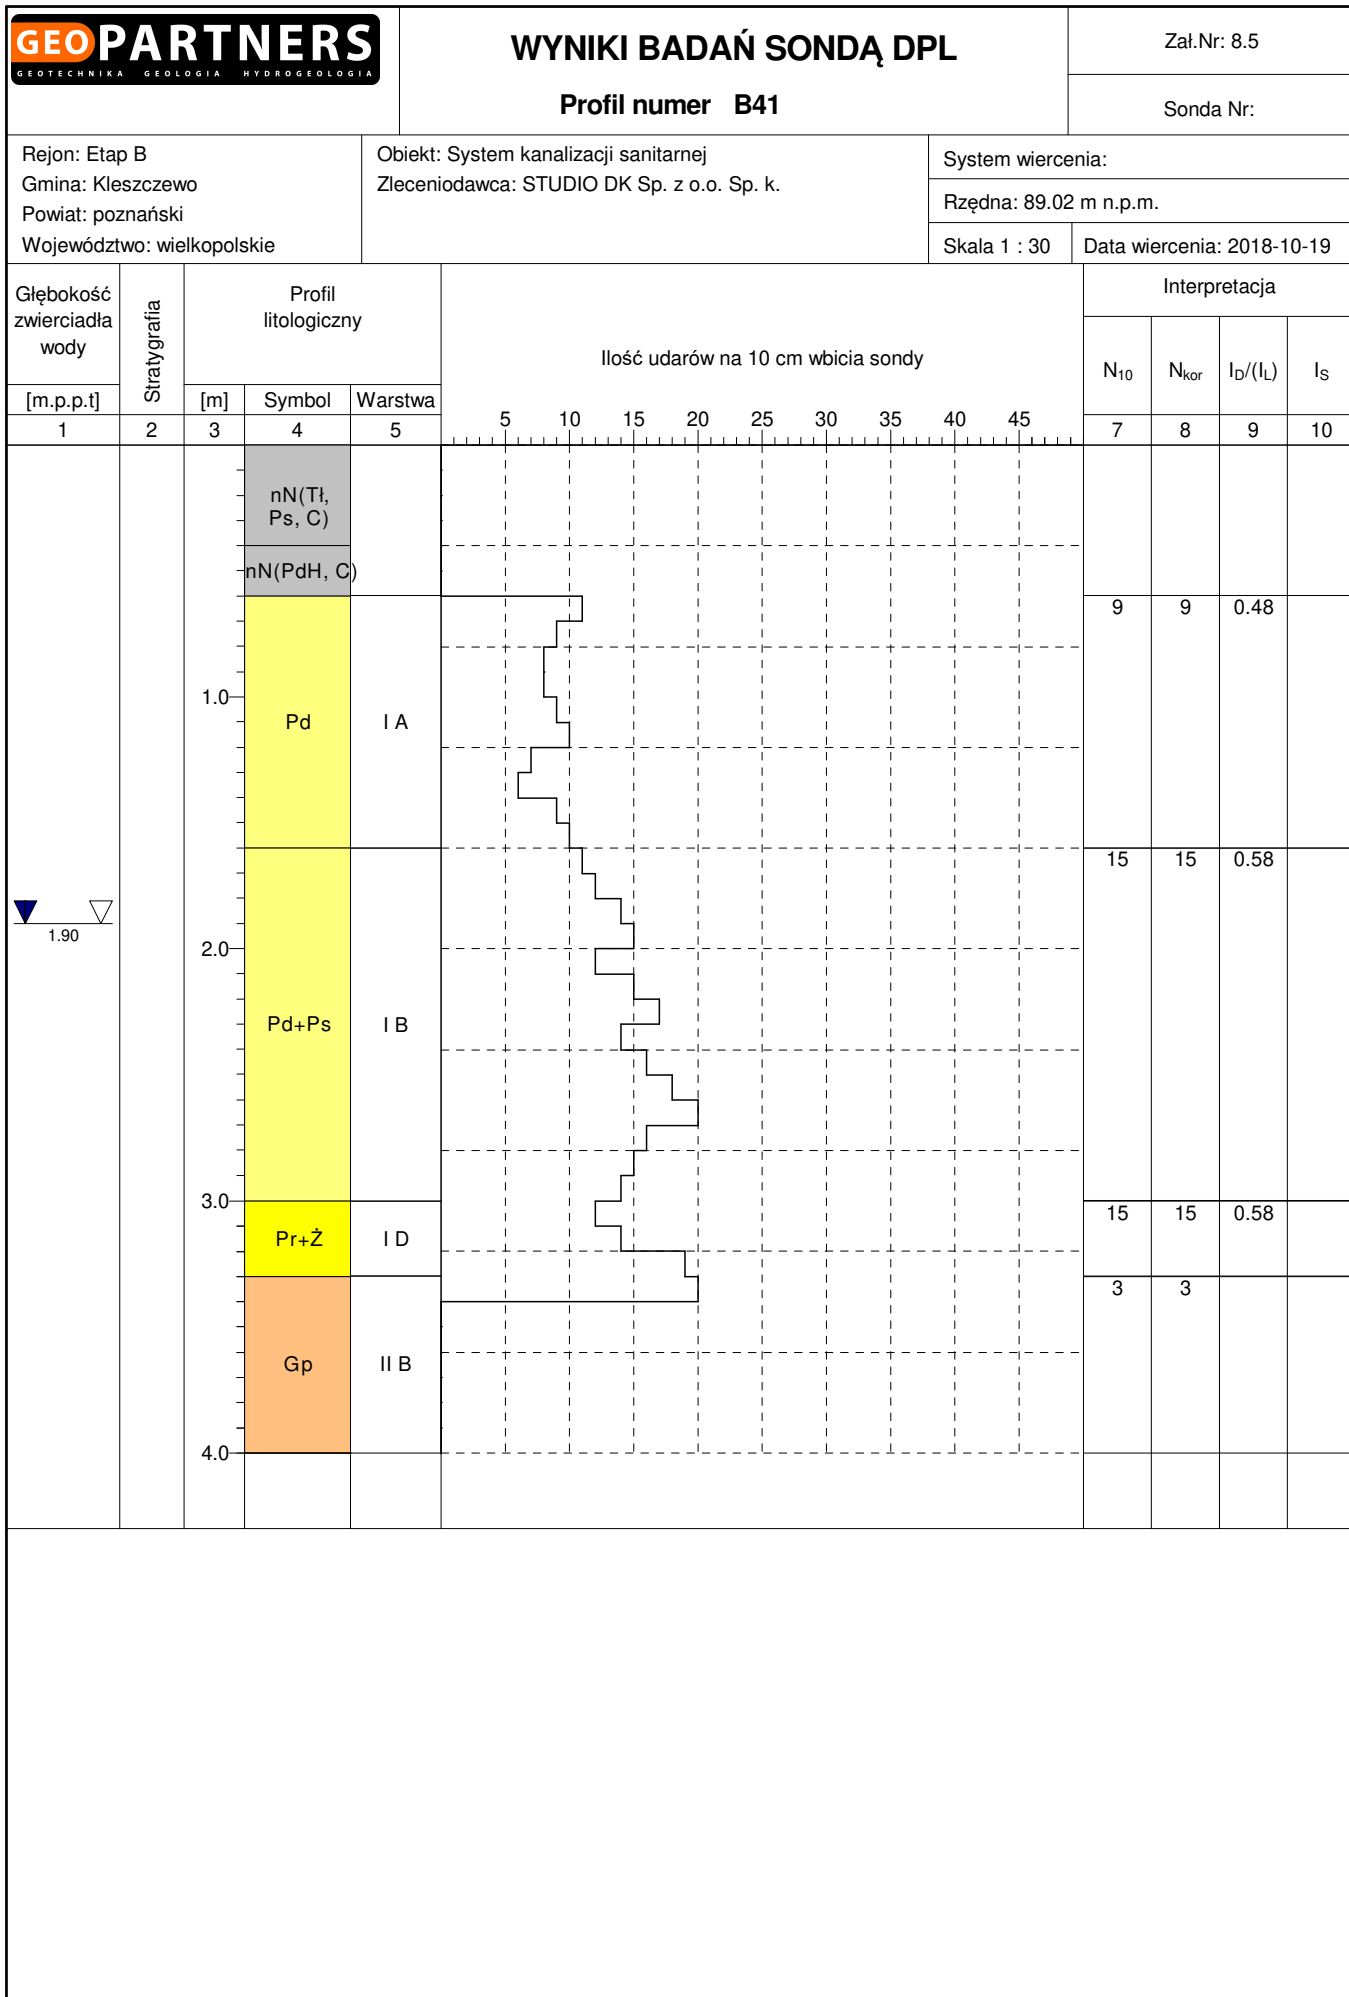 GEOPARTNERS
GEOTECHNIKA GEOLOGIA HYDROGEOLOGIA
WYNIKI BADAŃ SONDĄ DPL
Profil numer B41
Zał.Nr: 8.5
Sonda Nr:
Rejon: Etap B
Gmina: Kleszczewo
Powiat: poznański
Województwo: wielkopolskie
Obiekt: System kanalizacji sanitarnej
Zleceniodawca: STUDIO DK Sp. z o.o. Sp. k.
System wiercenia:
Rzędna: 89.02 m n.p.m.
Skala 1 : 30
Data wiercenia: 2018-10-19
Głębokość
zwierciadła
wody
[m.p.p.t]
Stratygrafia
Profil
litologiczny
[m]
Symbol
Warstwa
Ilość udarów na 10 cm wbicia sondy
Interpretacja
N10
Nkor
ID/(IL)
IS
1
2
3
4
5
5 10 15 20 25 30 35 40 45
7
8
9
10
nN(Tł,
Ps, C)
nN(PdH, C)
9 9 0.48
1.0
Pd
I A
15 15 0.58
1.90
2.0
Pd+Ps
I B
3.0
15 15 0.58
Pr+Ż
I D
3 3
Gp
II B
4.0